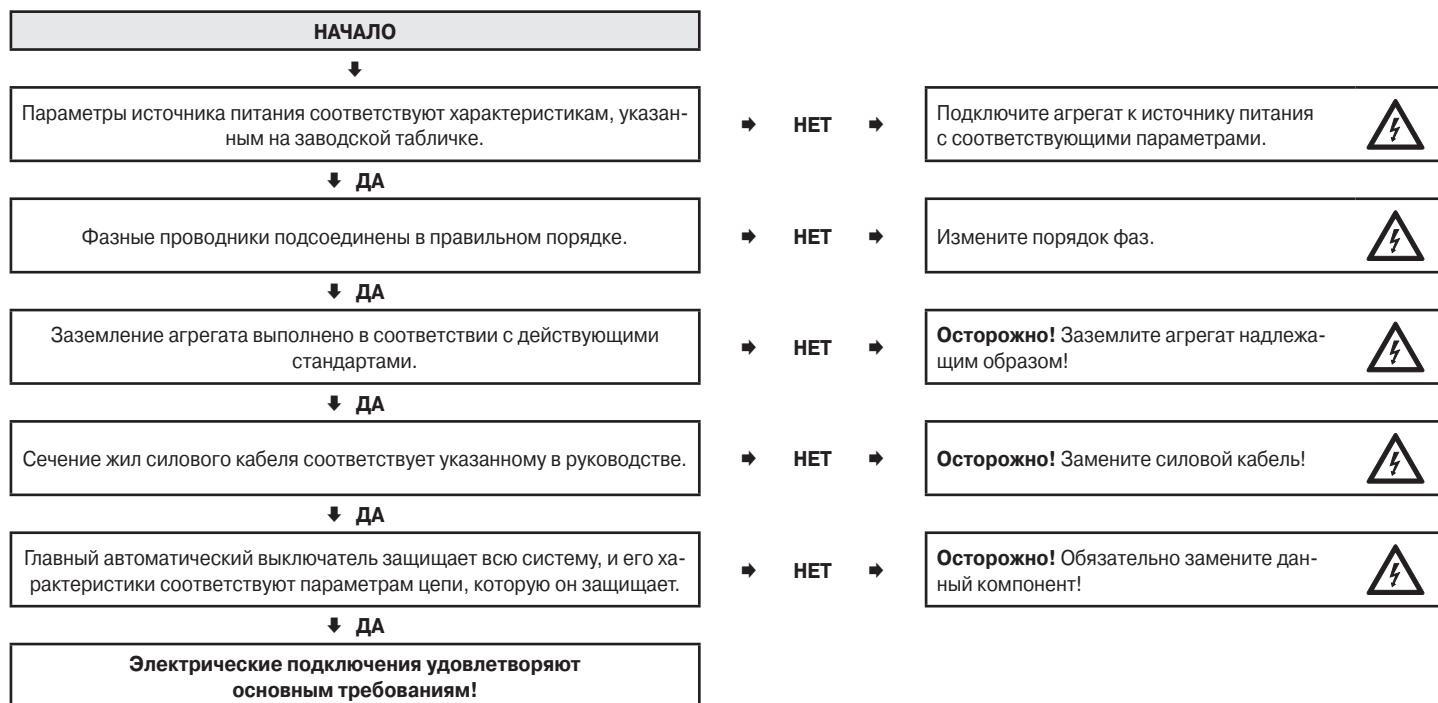 НАЧАЛО
Параметры источника питания соответствуют характеристикам, указан-
ным на заводской табличке.
НЕТ
Подключите агрегат к источнику питания
с соответствующими параметрами.
ДА
Фазные проводники подсоединены в правильном порядке.
НЕТ
Измените порядок фаз.
ДА
Заземление агрегата выполнено в соответствии с действующими
стандартами.
НЕТ
Осторожно! Заземлите агрегат надлежа-
щим образом!
ДА
Сечение жил силового кабеля соответствует указанному в руководстве.
НЕТ
Осторожно! Замените силовой кабель!
ДА
Главный автоматический выключатель защищает всю систему, и его ха-
рактеристики соответствуют параметрам цепи, которую он защищает.
НЕТ
Осторожно! Обязательно замените дан-
ный компонент!
ДА
Электрические подключения удовлетворяют
основным требованиям!